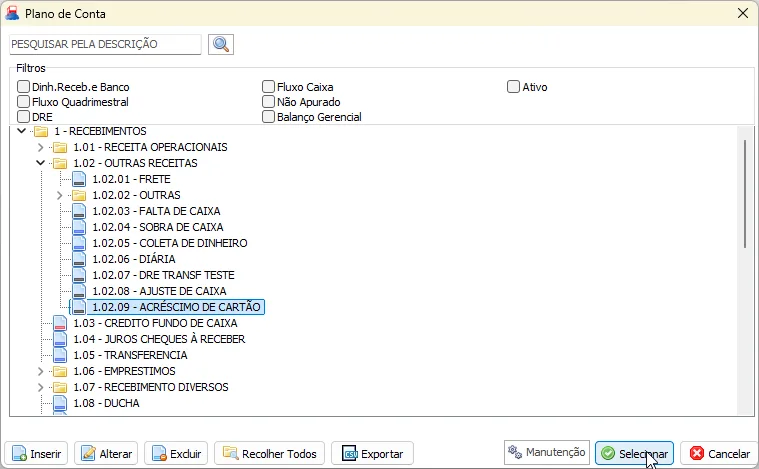 Plano de Conta
PESQUISAR PELA DESCRIÇÃO
Filtros
Dinh.Receb.e Banco
Fluxo Caixa
Ativo
Fluxo Quadrimestral
Não Apurado
DRE
Balanço Gerencial
1 - RECEBIMENTOS
1.01 - RECEITA OPERACIONAIS
1.02 - OUTRAS RECEITAS
1.02.01 - FRETE
1.02.02 - OUTRAS
1.02.03 - FALTA DE CAIXA
1.02.04 - SOBRA DE CAIXA
1.02.05 - COLETA DE DINHEIRO
1.02.06 - DIÁRIA
1.02.07 - DRE TRANSF TESTE
1.02.08 - AJUSTE DE CAIXA
1.02.09 - ACRÉSCIMO DE CARTÃO
1.03 - CREDITO FUNDO DE CAIXA
1.04 - JUROS CHEQUES À RECEBER
1.05 - TRANSFERENCIA
1.06 - EMPRESTIMOS
1.07 - RECEBIMENTO DIVERSOS
1.08 - DUCHA
Inserir
Alterar
Excluir
Recolher Todos
CSV
Exportar
Manutenção
Selecionar
Cancelar